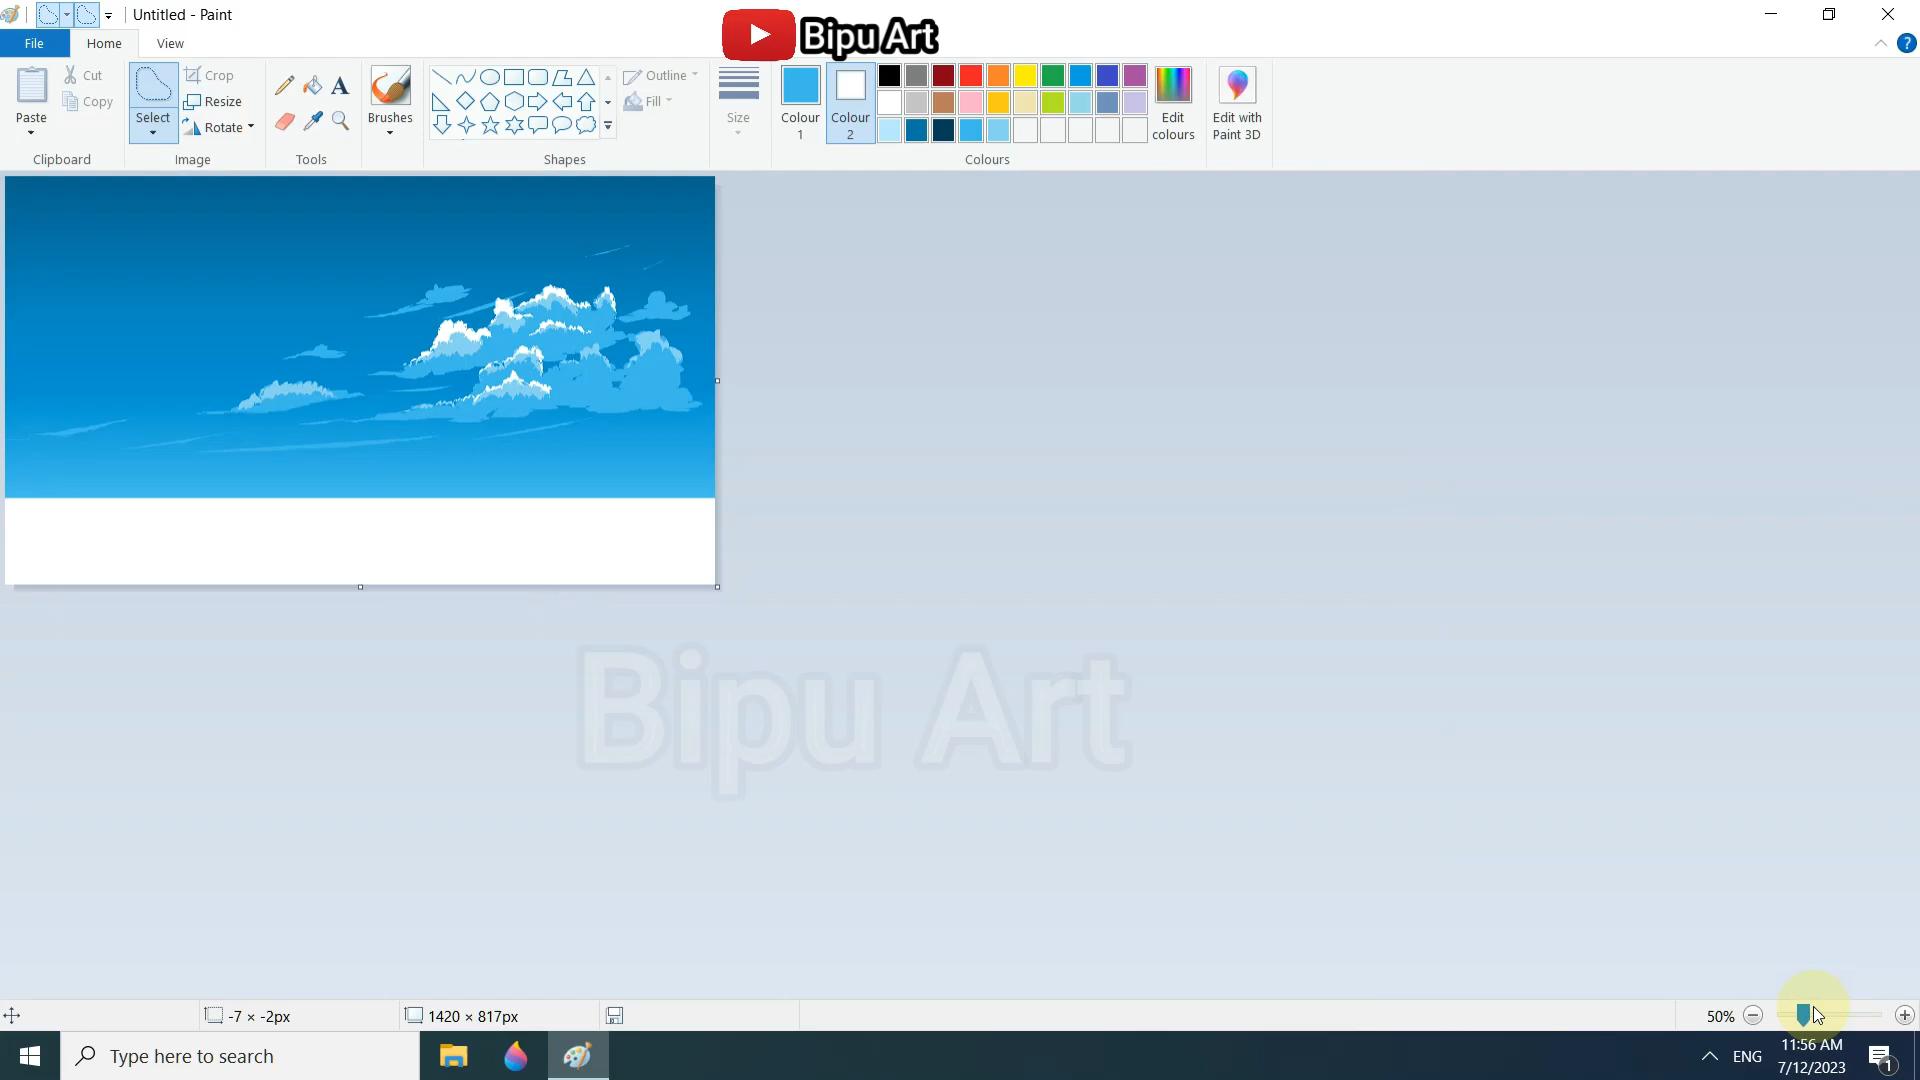 Untitled - Paint
Bipu Art
File
Home
View
Cut
Copy
Paste
Clipboard
Select
Crop
Resize
Rotate
Image
A
Tools
Brushes
Shapes
Outline
Fill
Size
Colour
1
Colour
2
Edit
colours
Colours
Edit with
Paint 3D
?
Bipu Art
-7 × -2px
1420 × 817px
50%
Type here to search
ENG
11:56 AM
7/12/2023
1